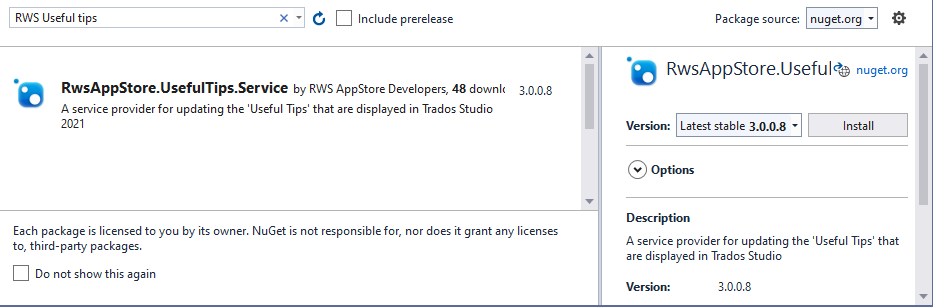 RWS Useful tips
Include prerelease
Package source: nuget.org
RwsAppStore.UsefulTips.Service by RWS AppStore Developers, 48 downl 3.0.0.8
A service provider for updating the 'Useful Tips' that are displayed in Trados Studio
2021
Each package is licensed to you by its owner. NuGet is not responsible for, nor does it grant any licenses
to, third-party packages.
Do not show this again
RwsAppStore.Useful nuget.org
Version: Latest stable 3.0.0.8 Install
Options
Description
A service provider for updating the 'Useful Tips' that
are displayed in Trados Studio
Version: 3.0.0.8